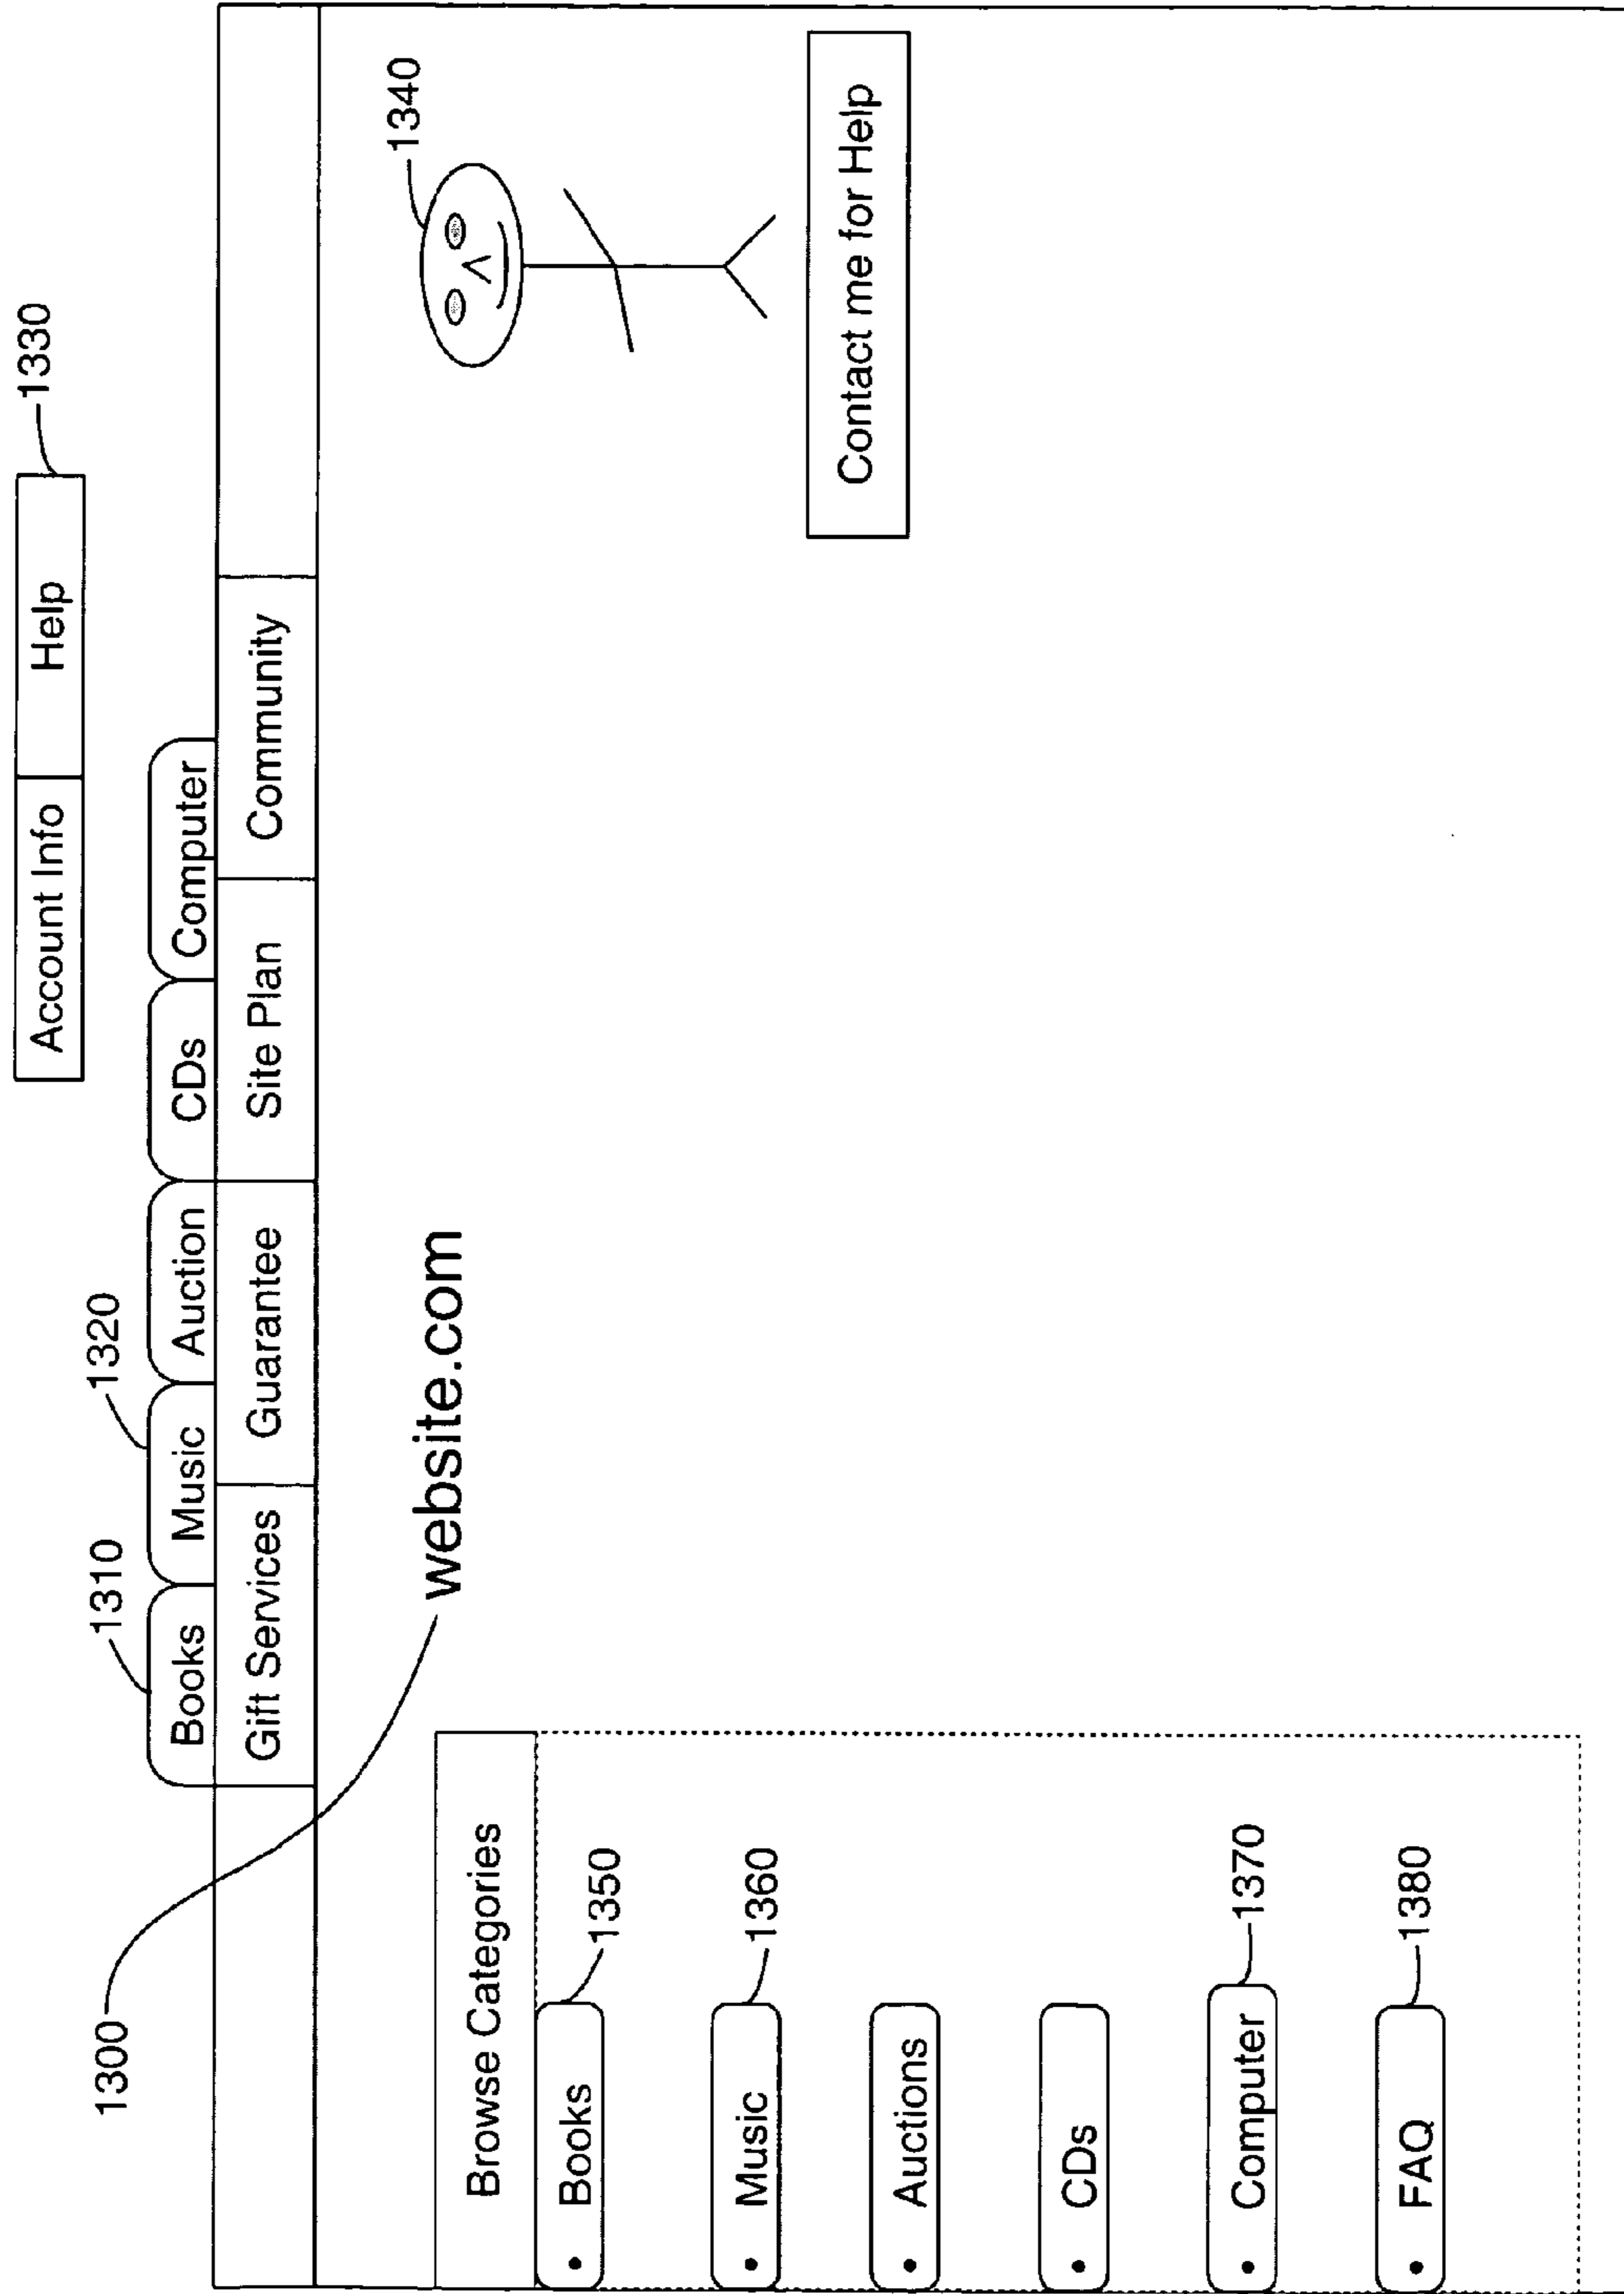 Account Info Help 1330
1310 1320
Books Music Auction CDs Computer
Gift Services Guarantee Site Plan Community
1300
website.com
1340
Contact me for Help
Browse Categories
• Books 1350
• Music 1360
• Auctions
• CDs
• Computer 1370
• FAQ 1380